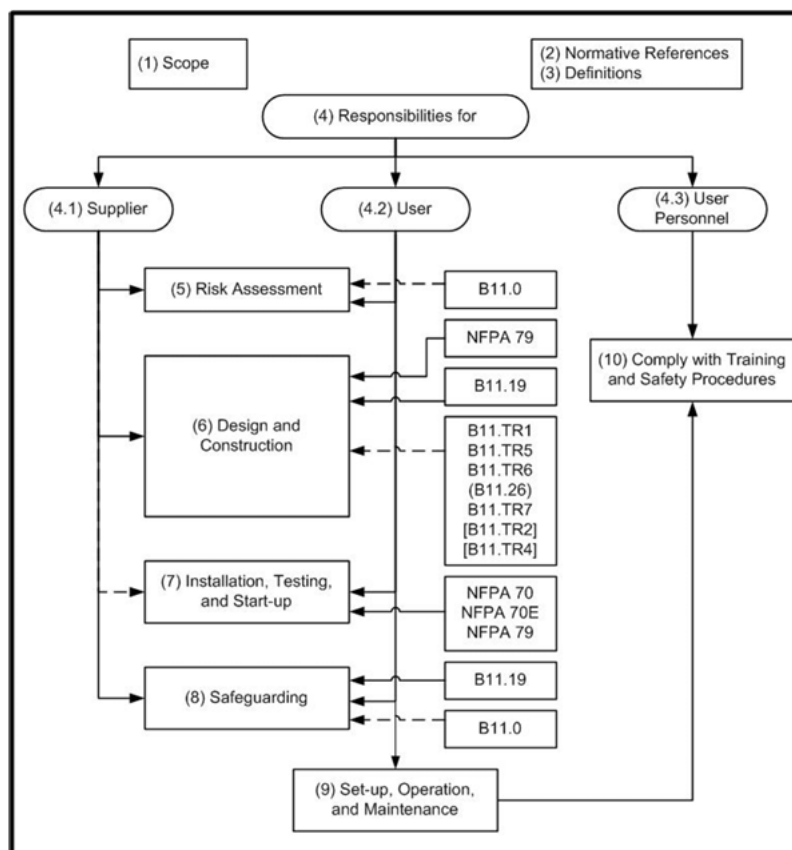 (1) Scope
(2) Normative References
(3) Definitions
(4) Responsibilities for
(4.1) Supplier
(4.2) User
(4.3) User
Personnel
(5) Risk Assessment
B11.0
NFPA 79
(10) Comply with Training
and Safety Procedures
B11.19
(6) Design and
Construction
B11.TR1
B11.TR5
B11.TR6
(B11.26)
B11.TR7
[B11.TR2]
[B11.TR4]
(7) Installation, Testing,
and Start-up
NFPA 70
NFPA 70E
NFPA 79
(8) Safeguarding
B11.19
B11.0
(9) Set-up, Operation,
and Maintenance